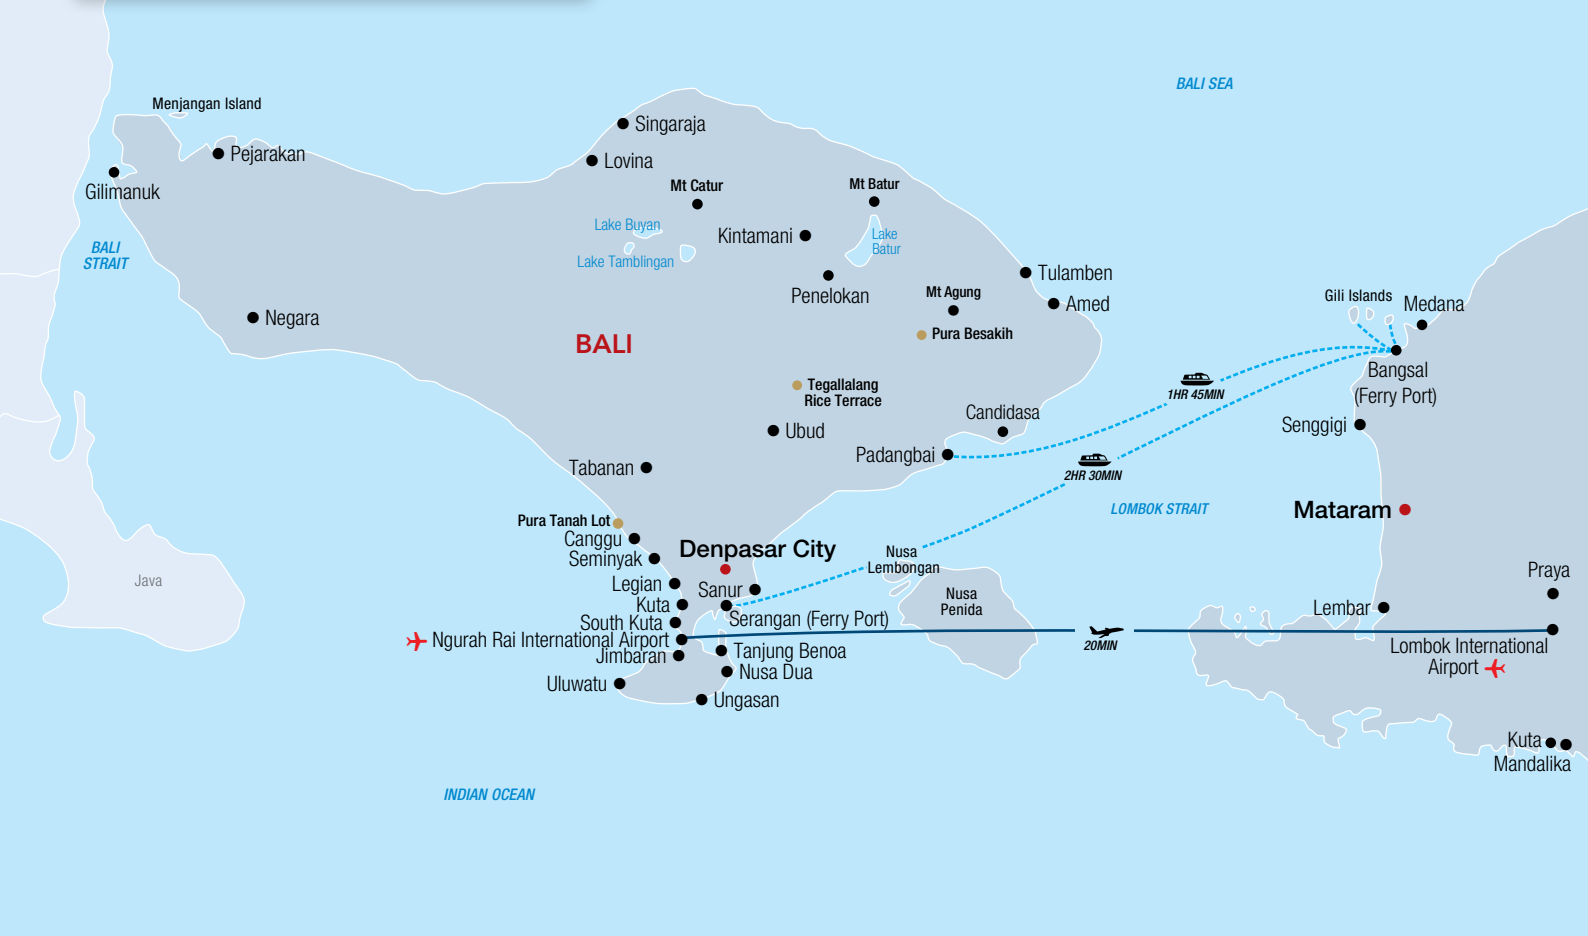 BALI SEA
Menjangan Island
Singaraja
Pejarakan
Lovina
Gilimanuk
Mt Catur
Mt Batur
Lake Buyan
Kintamani
Lake
Batur
BALI
STRAIT
Lake Tamblingan
Tulamben
Penelokan
Mt Agung
Gili Islands
Amed
Medana
Negara
Pura Besakih
BALI
Bangsal
(Ferry Port)
Tegallalang
Rice Terrace
1HR 45MIN
Candidasa
Senggigi
Ubud
Padangbai
Tabanan
2HR 30MIN
LOMBOK STRAIT
Mataram
Pura Tanah Lot
Canggu
Denpasar City
Seminyak
Nusa
Lembongan
Java
Legian
Sanur
Praya
Nusa
Penida
Kuta
Lembar
South Kuta
Serangan (Ferry Port)
Ngurah Rai International Airport
20MIN
Lombok International
Airport
Jimbaran
Tanjung Benoa
Nusa Dua
Uluwatu
Ungasan
Kuta
Mandalika
INDIAN OCEAN